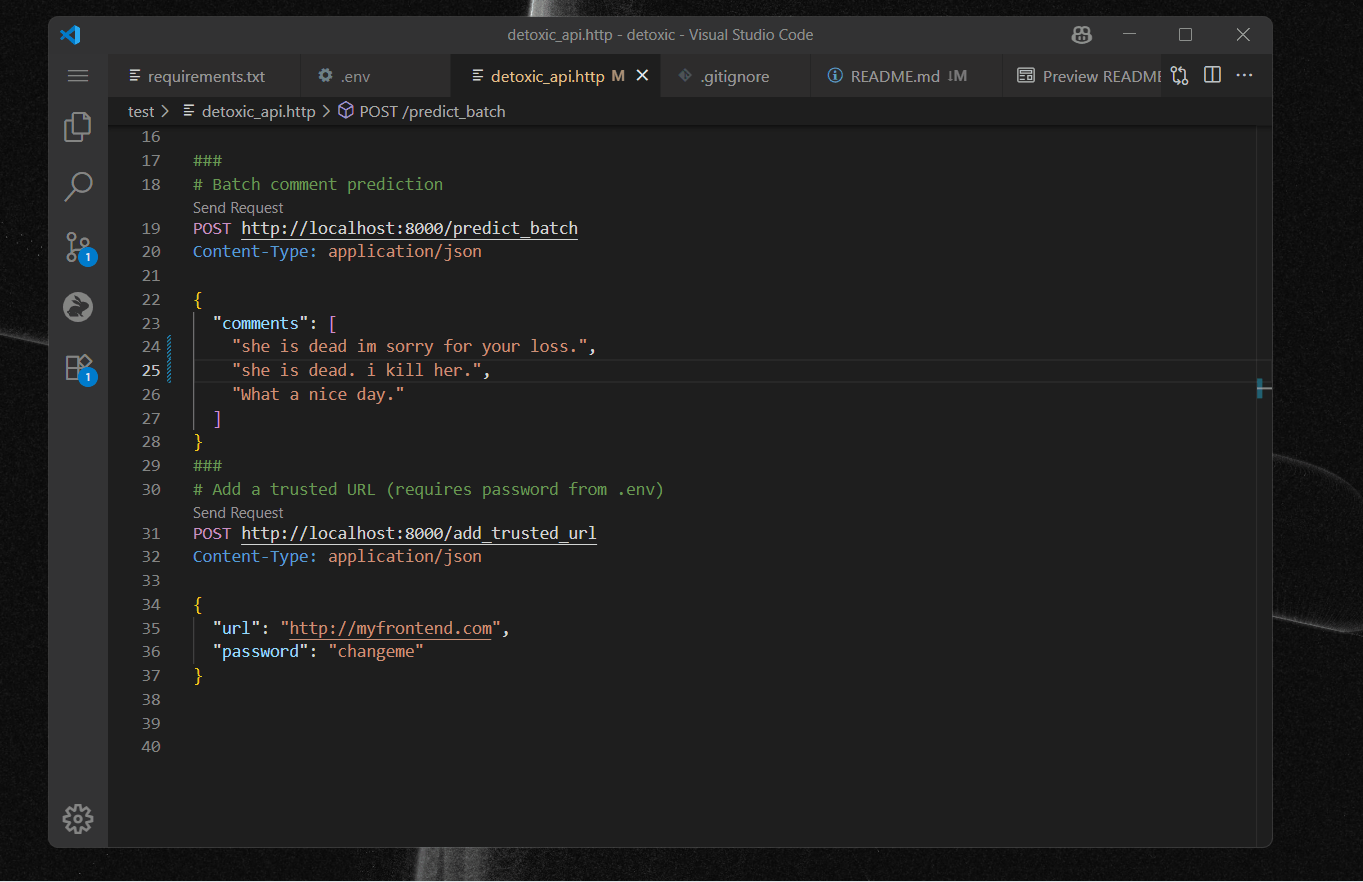 detoxic_api.http - detoxic - Visual Studio Code
requirements.txt .env detoxic_api.http M .gitignore README.md ↓M Preview README
test > detoxic_api.http > POST /predict_batch
16
17 ###
18 # Batch comment prediction
Send Request
19 POST http://localhost:8000/predict_batch
20 Content-Type: application/json
21
22 {
23 "comments": [
24 "she is dead im sorry for your loss.",
25 "she is dead. i kill her.",
26 "What a nice day."
27 ]
28 }
29 ###
30 # Add a trusted URL (requires password from .env)
Send Request
31 POST http://localhost:8000/add_trusted_url
32 Content-Type: application/json
33
34 {
35 "url": "http://myfrontend.com",
36 "password": "changeme"
37 }
38
39
40
1
1